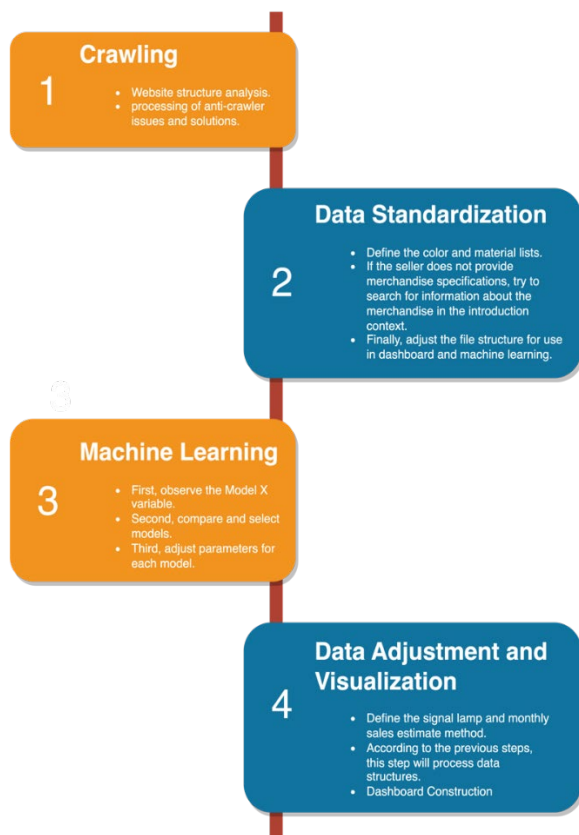 Crawling
1
• Website structure analysis.
• processing of anti-crawler
issues and solutions.
Data Standardization
2
• Define the color and material lists.
• If the seller does not provide
merchandise specifications, try to
search for information about the
merchandise in the introduction
context.
• Finally, adjust the file structure for use
in dashboard and machine learning.
3
Machine Learning
3
• First, observe the Model X
variable.
• Second, compare and select
models.
• Third, adjust parameters for
each model.
Data Adjustment and
Visualization
4
• Define the signal lamp and monthly
sales estimate method.
• According to the previous steps,
this step will process data
structures.
• Dashboard Construction